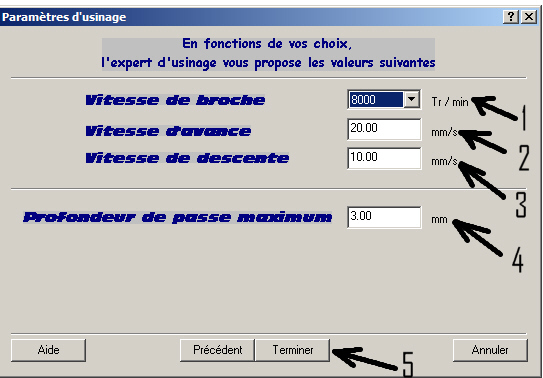 Paramètres d'usinage
En fonctions de vos choix,
l'expert d'usinage vous propose les valeurs suivantes
Vitesse de broche 8000 Tr / min 1
Vitesse d'avance 20.00 mm/s 2
Vitesse de descente 10.00 mm/s 3
Profondeur de passe maximum 3.00 mm 4
Aide Précédent Terminer 5 Annuler